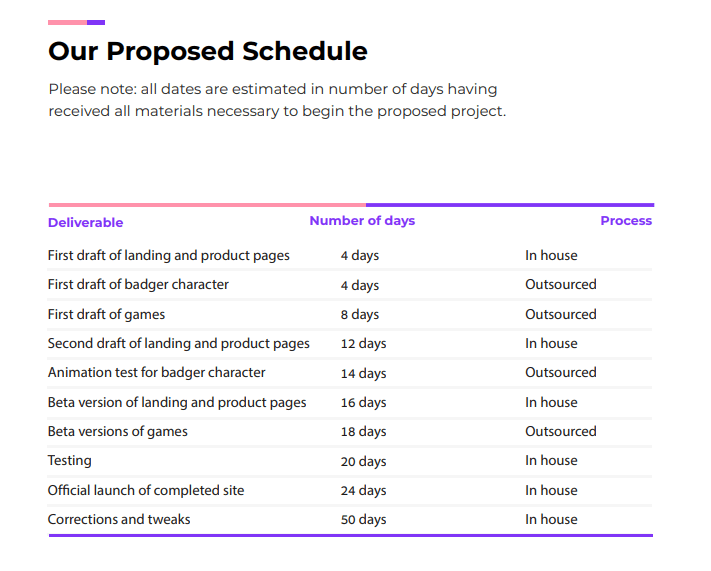 Our Proposed Schedule
Please note: all dates are estimated in number of days having
received all materials necessary to begin the proposed project.
Deliverable Number of days Process
First draft of landing and product pages 4 days In house
First draft of badger character 4 days Outsourced
First draft of games 8 days Outsourced
Second draft of landing and product pages 12 days In house
Animation test for badger character 14 days Outsourced
Beta version of landing and product pages 16 days In house
Beta versions of games 18 days Outsourced
Testing 20 days In house
Official launch of completed site 24 days In house
Corrections and tweaks 50 days In house